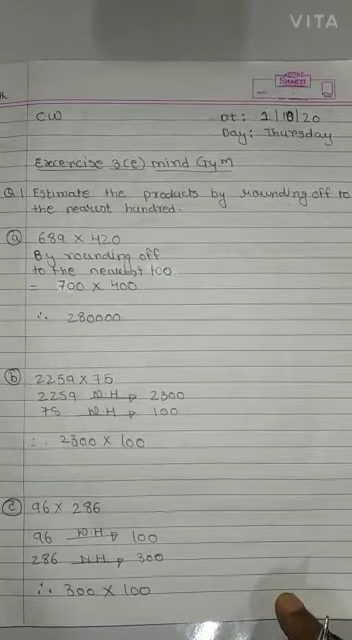 VITA
SHAKTI
CW
Dt: 1/10/20
Day: Thursday
Excercise 3(e) mind Gym
Q.1 Estimate the products by rounding off to
the nearest hundred.
(a) 689 × 420
By rounding off
to the nearest 100
= 700 × 400
∴ 280000
(b) 2259 × 75
2259 N.H → 2300
75 N.H → 100
∴ 2300 × 100
(c) 96 × 286
96 N.H → 100
286 N.H → 300
∴ 300 × 100